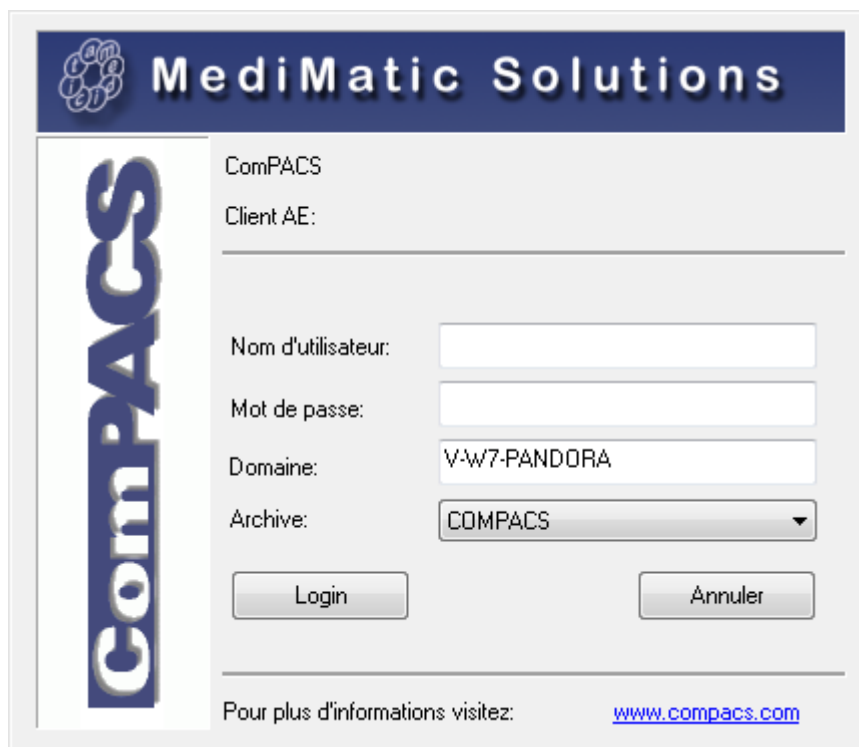 MediMatic Solutions
ComPACS
ComPACS
Client AE:
Nom d'utilisateur:
Mot de passe:
Domaine: V-W7-PANDORA
Archive: COMPACS
Login Annuler
Pour plus d'informations visitez: www.compacs.com